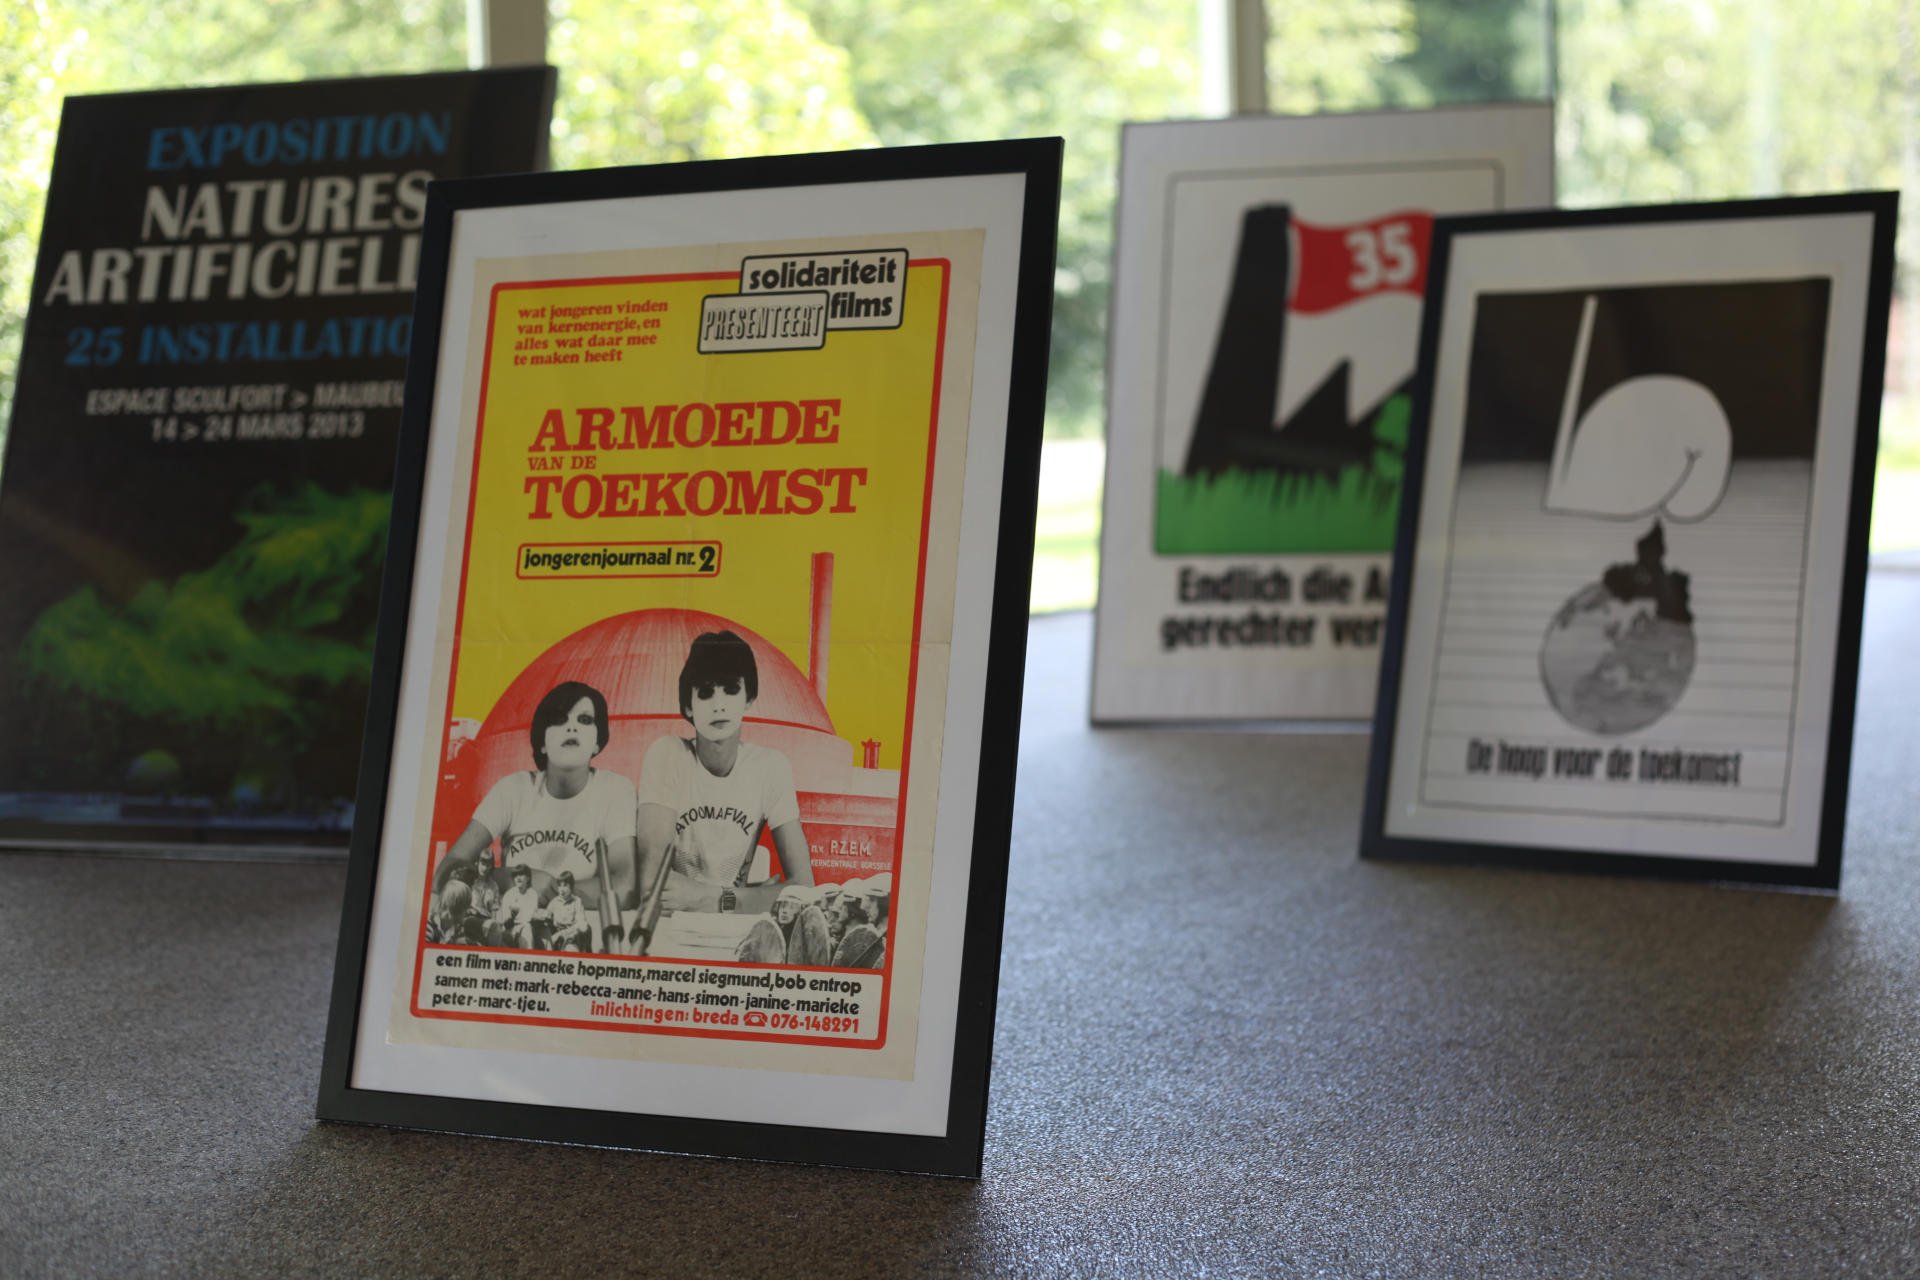 EXPOSITION
NATURES
ARTIFICIELL
25 INSTALLATIO
ESPACE SCULFORT > MAUBEU
14 > 24 MARS 2013
solidariteit
films
PRESENTEERT
wat jongeren vinden
van kernenergie, en
alles wat daar mee
te maken heeft
ARMOEDE
VAN DE
TOEKOMST
jongerenjournaal nr. 2
ATOOMAFVAL
ATOOMAFVAL
n.v. P.Z.E.M.
KERNCENTRALE BORSSELE
een film van: anneke hopmans, marcel siegmund, bob entrop
samen met: mark-rebecca-anne-hans-simon-janine-marieke
peter-marc-tjeu.
inlichtingen: breda ☎ 076-148291
35
Endlich die A
gerechter ver
De hoop voor de toekomst